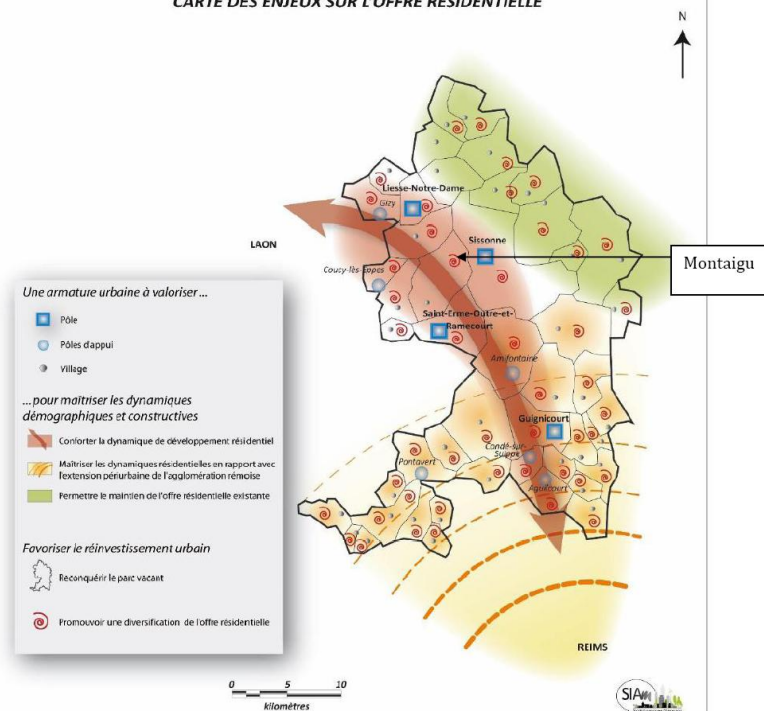 CARTE DES ENJEUX SUR L'OFFRE RÉSIDENTIELLE
N
Liesse-Notre-Dame
Gizy
LAON
Sissonne
Montaigu
Coucy-lès-Eppes
Saint-Erme-Outre-et-
Ramecourt
Amifontaine
Guignicourt
Condé-sur-
Suippe
Pontavert
Aguilcourt
REIMS
Une armature urbaine à valoriser ...
Pôle
Pôles d'appui
Village
...pour maîtriser les dynamiques
démographiques et constructives
Conforter la dynamique de développement résidentiel
Maîtriser les dynamiques résidentielles en rapport avec
l'extension périurbaine de l'agglomération rémoise
Permettre le maintien de l'offre résidentielle existante
Favoriser le réinvestissement urbain
Reconquérir le parc vacant
Promouvoir une diversification de l'offre résidentielle
0 5 10
kilomètres